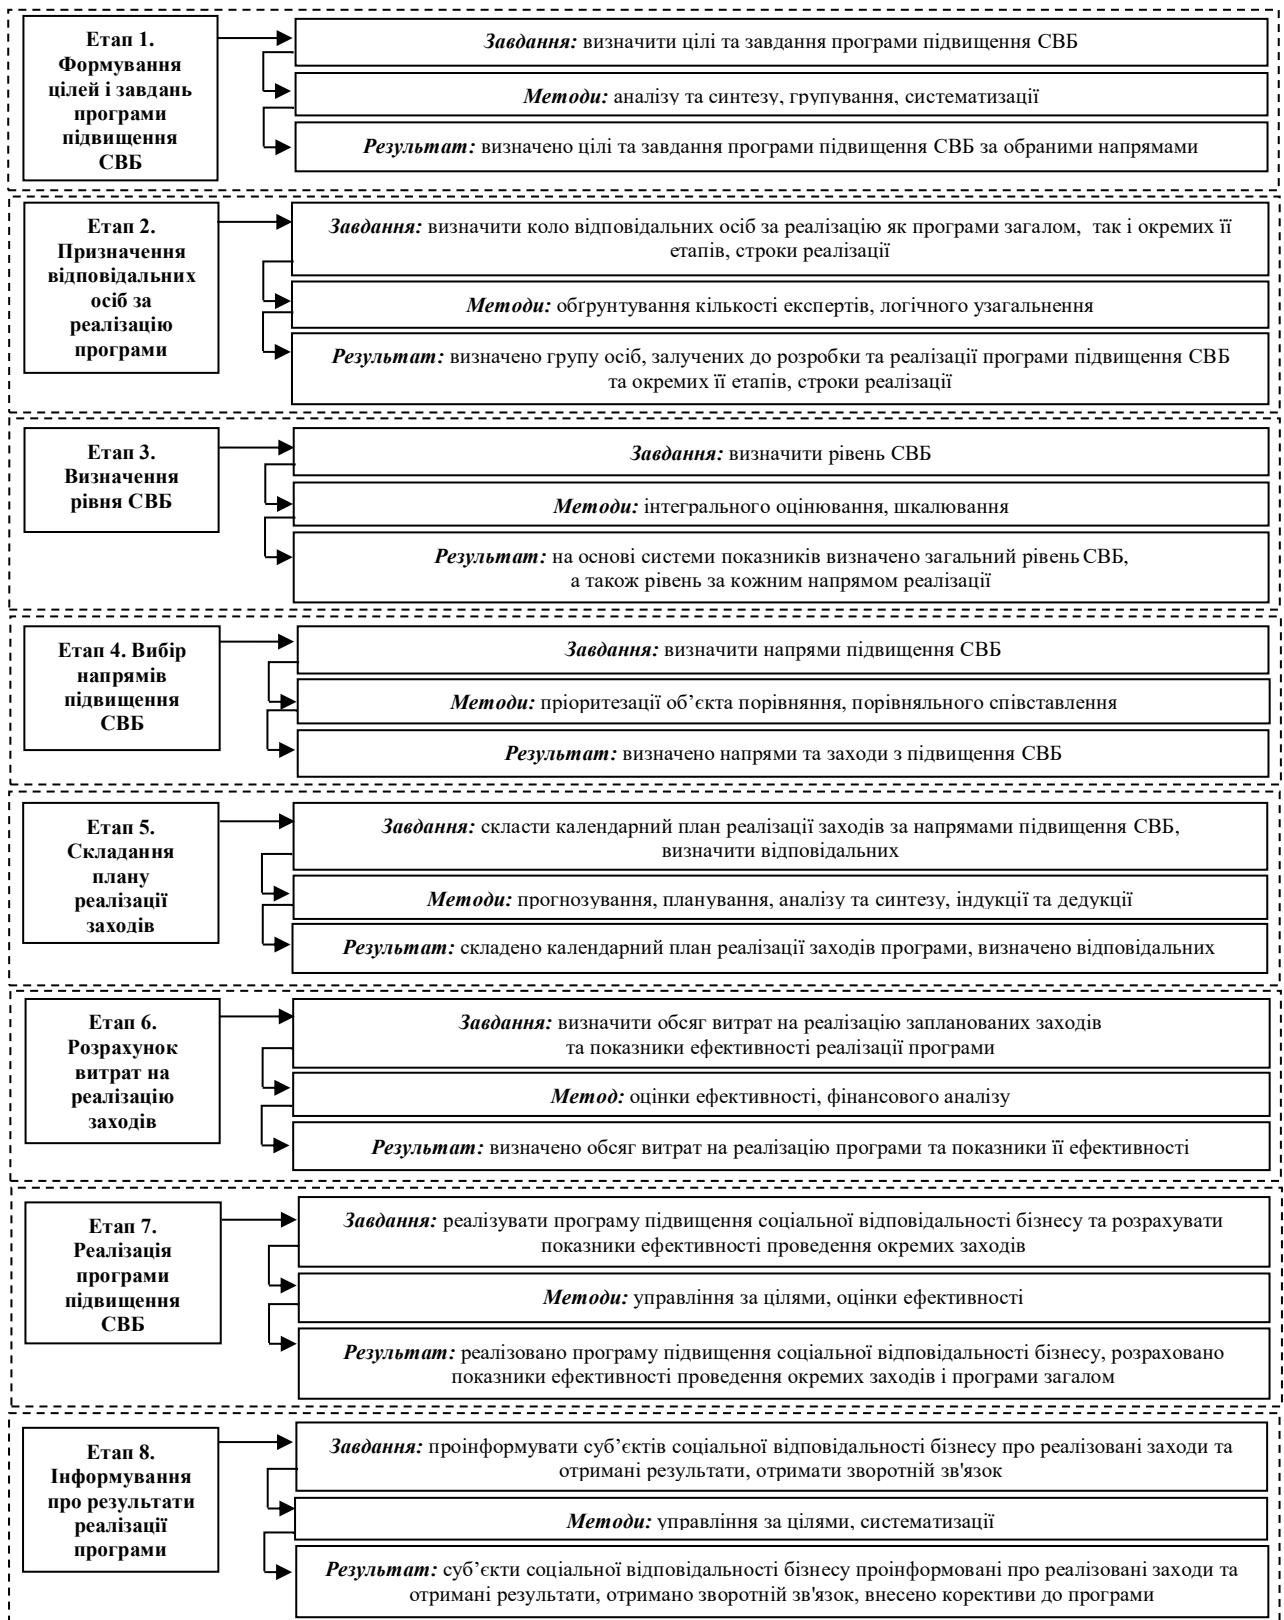 Етап 1.
Формування
цілей і завдань
програми
підвищення
СВБ
Завдання: визначити цілі та завдання програми підвищення СВБ
Методи: аналізу та синтезу, групування, систематизації
Результат: визначено цілі та завдання програми підвищення СВБ за обраними напрямами
Етап 2.
Призначення
відповідальних
осіб за
реалізацію
програми
Завдання: визначити коло відповідальних осіб за реалізацію як програми загалом, так і окремих її
етапів, строки реалізації
Методи: обґрунтування кількості експертів, логічного узагальнення
Результат: визначено групу осіб, залучених до розробки та реалізації програми підвищення СВБ
та окремих її етапів, строки реалізації
Етап 3.
Визначення
рівня СВБ
Завдання: визначити рівень СВБ
Методи: інтегрального оцінювання, шкалювання
Результат: на основі системи показників визначено загальний рівень СВБ,
а також рівень за кожним напрямом реалізації
Етап 4. Вибір
напрямів
підвищення
СВБ
Завдання: визначити напрями підвищення СВБ
Методи: пріоритезації об’єкта порівняння, порівняльного співставлення
Результат: визначено напрями та заходи з підвищення СВБ
Етап 5.
Складання
плану
реалізації
заходів
Завдання: скласти календарний план реалізації заходів за напрямами підвищення СВБ,
визначити відповідальних
Методи: прогнозування, планування, аналізу та синтезу, індукції та дедукції
Результат: складено календарний план реалізації заходів програми, визначено відповідальних
Етап 6.
Розрахунок
витрат на
реалізацію
заходів
Завдання: визначити обсяг витрат на реалізацію запланованих заходів
та показники ефективності реалізації програми
Метод: оцінки ефективності, фінансового аналізу
Результат: визначено обсяг витрат на реалізацію програми та показники її ефективності
Етап 7.
Реалізація
програми
підвищення
СВБ
Завдання: реалізувати програму підвищення соціальної відповідальності бізнесу та розрахувати
показники ефективності проведення окремих заходів
Методи: управління за цілями, оцінки ефективності
Результат: реалізовано програму підвищення соціальної відповідальності бізнесу, розраховано
показники ефективності проведення окремих заходів і програми загалом
Етап 8.
Інформування
про результати
реалізації
програми
Завдання: проінформувати суб’єктів соціальної відповідальності бізнесу про реалізовані заходи та
отримані результати, отримати зворотній зв'язок
Методи: управління за цілями, систематизації
Результат: суб’єкти соціальної відповідальності бізнесу проінформовані про реалізовані заходи та
отримані результати, отримано зворотній зв'язок, внесено корективи до програми